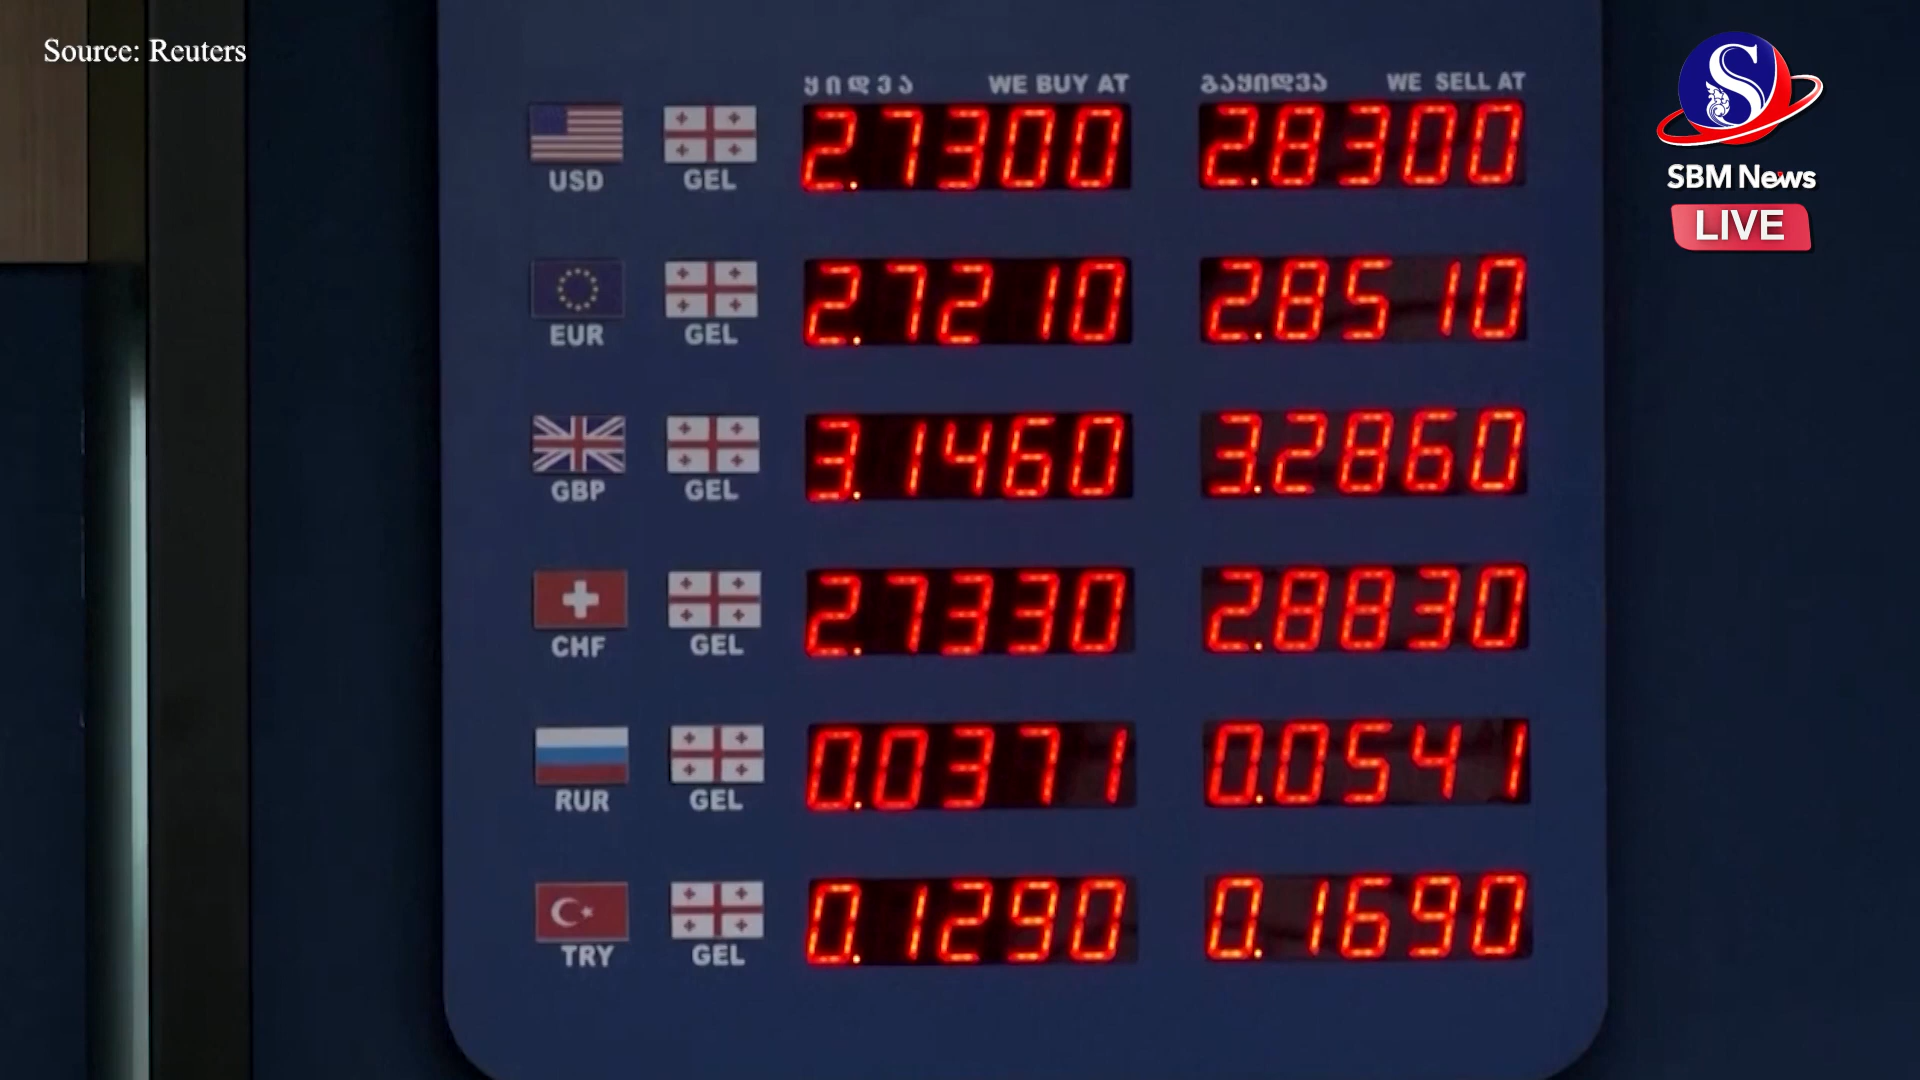 Source: Reuters
ყიდვა WE BUY AT გაყიდვა WE SELL AT
USD GEL 2.7300 2.8300
EUR GEL 2.7210 2.8510
GBP GEL 3.1460 3.2860
CHF GEL 2.7330 2.8830
RUR GEL 0.0371 0.0541
TRY GEL 0.1290 0.1690
S
SBM News
LIVE